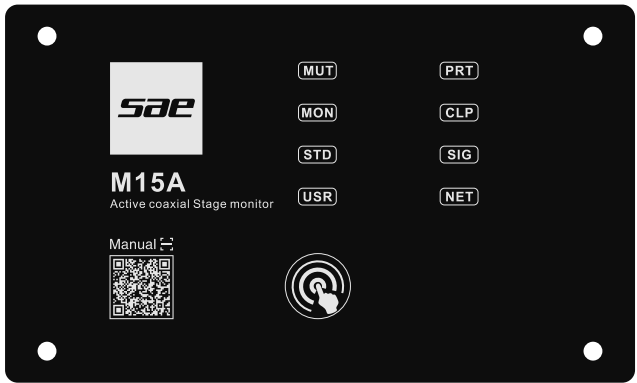 sae
M15A
Active coaxial Stage monitor
Manual
MUT
MON
STD
USR
PRT
CLP
SIG
NET